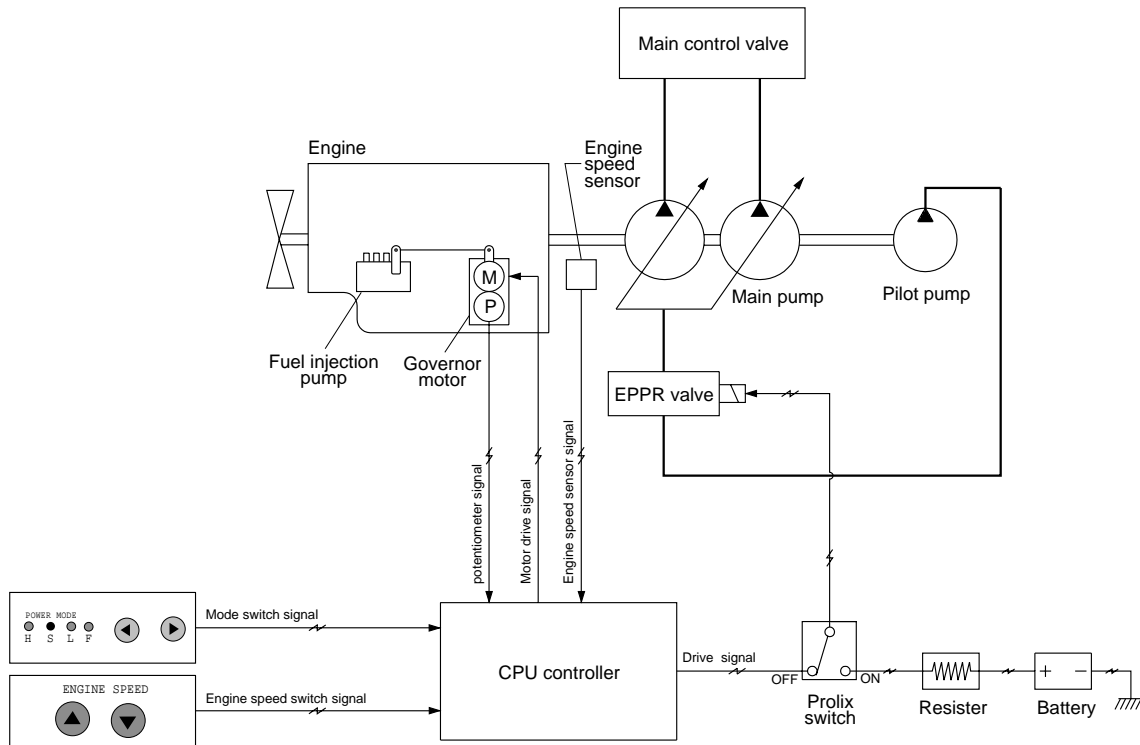 Main control valve
Engine
Engine
speed
sensor
M
P
Main pump
Pilot pump
Fuel injection
pump
Governor
motor
EPPR valve
potentiometer signal
Motor drive signal
Engine speed sensor signal
POWER MODE
H S L F
Mode switch signal
CPU controller
Drive signal
OFF
ON
Prolix
switch
Resister
+ -
Battery
ENGINE SPEED
Engine speed switch signal